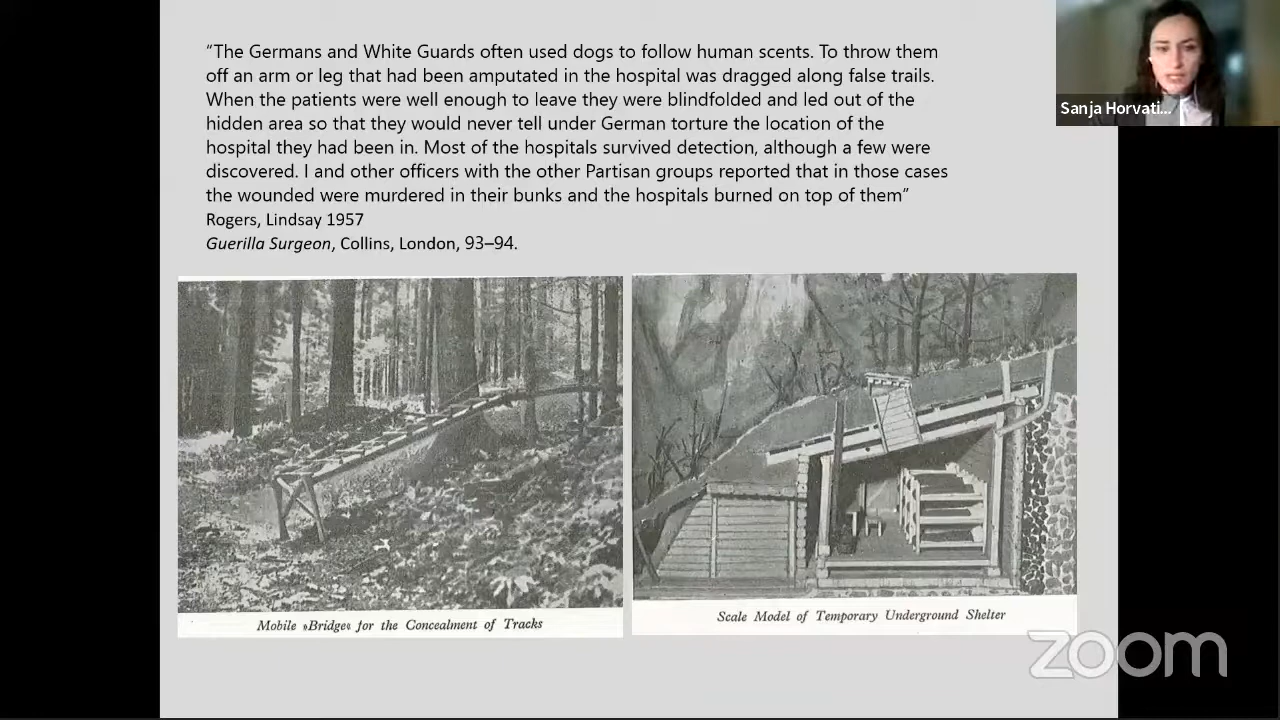 “The Germans and White Guards often used dogs to follow human scents. To throw them
off an arm or leg that had been amputated in the hospital was dragged along false trails.
When the patients were well enough to leave they were blindfolded and led out of the
hidden area so that they would never tell under German torture the location of the
hospital they had been in. Most of the hospitals survived detection, although a few were
discovered. I and other officers with the other Partisan groups reported that in those cases
the wounded were murdered in their bunks and the hospitals burned on top of them”
Rogers, Lindsay 1957
Guerilla Surgeon, Collins, London, 93–94.
Sanja Horvati...
Mobile »Bridge« for the Concealment of Tracks
Scale Model of Temporary Underground Shelter
zoom